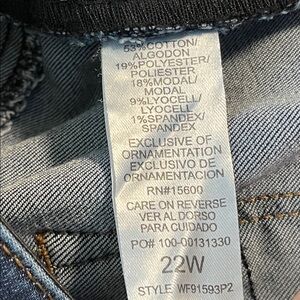 53%COTTON/
ALGODON
19%POLYESTER/
POLIESTER
18%MODAL/
MODAL
9%LYOCELL/
LYOCELL
1%SPANDEX/
SPANDEX
EXCLUSIVE OF
ORNAMENTATION
EXCLUSIVO DE
ORNAMENTACION
RN#15600
CARE ON REVERSE
VER AL DORSO
PARA CUIDADO
PO# 100-00131330
22W
STYLE WF91593P2